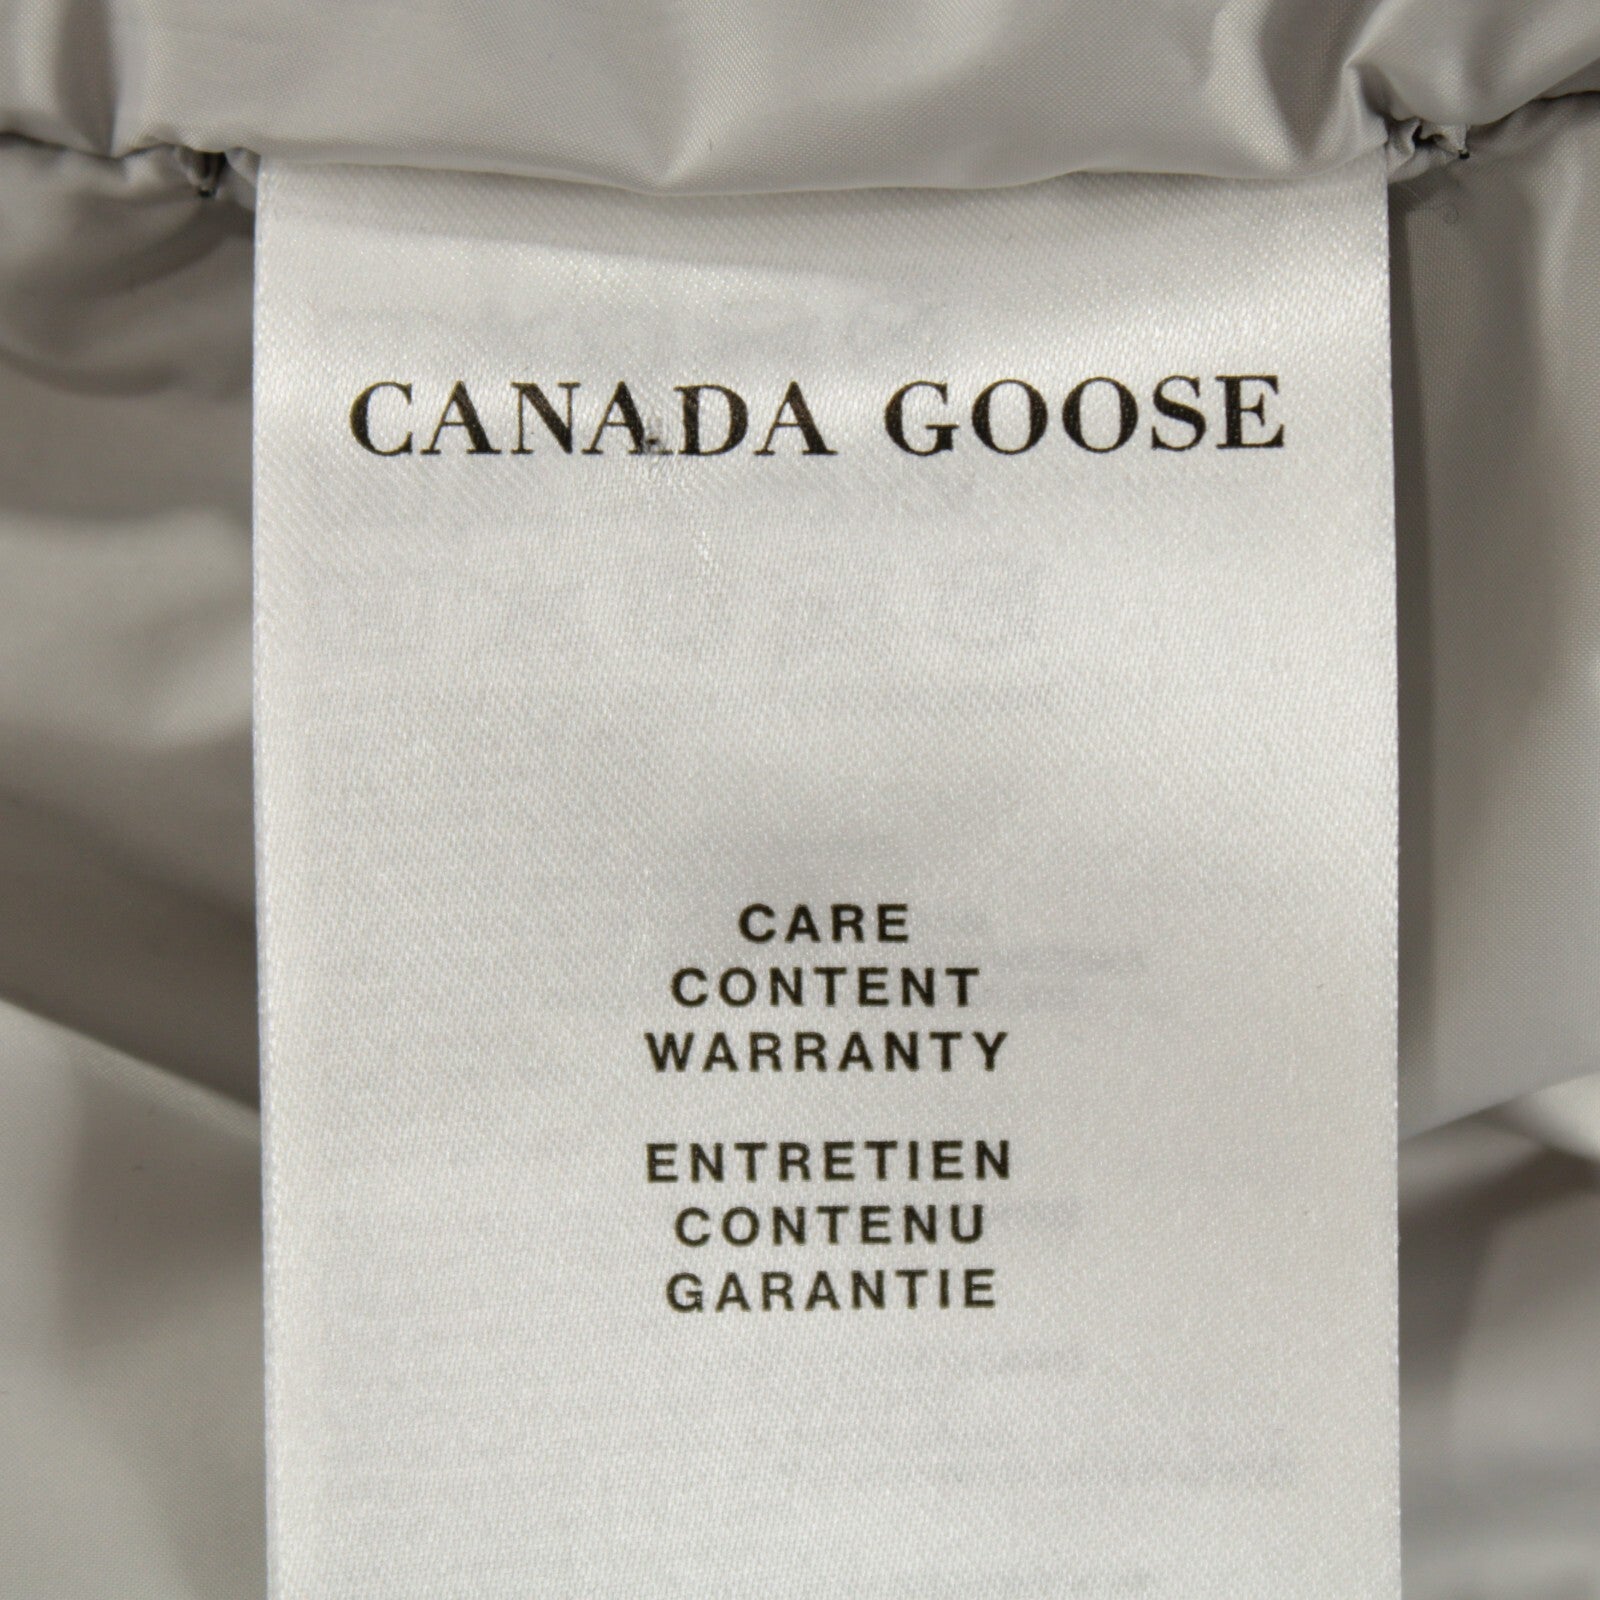 CANADA GOOSE
CARE
CONTENT
WARRANTY
ENTRETIEN
CONTENU
GARANTIE